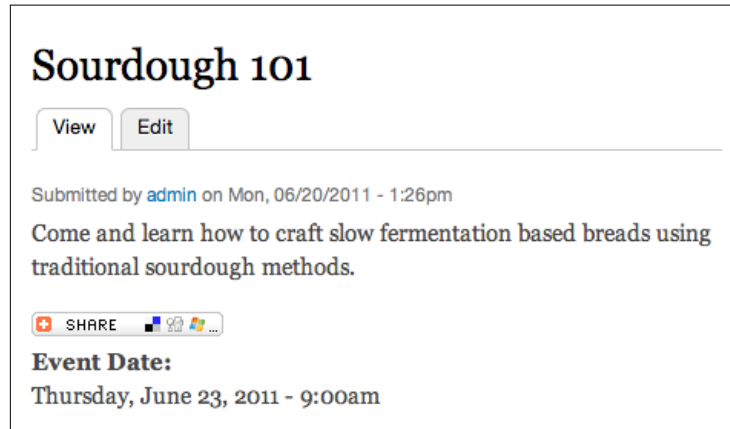 Sourdough 101
View Edit
Submitted by admin on Mon, 06/20/2011 - 1:26pm
Come and learn how to craft slow fermentation based breads using
traditional sourdough methods.
SHARE ...
Event Date:
Thursday, June 23, 2011 - 9:00am